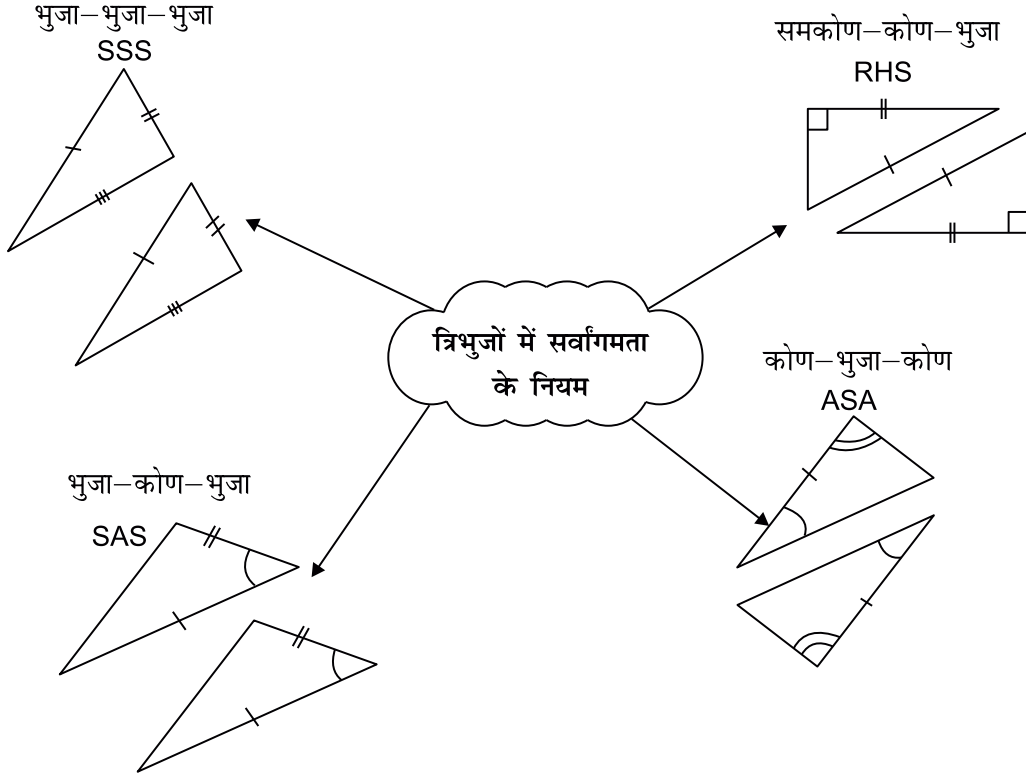 भुजा–भुजा–भुजा
SSS
समकोण–कोण–भुजा
RHS
त्रिभुजों में सर्वांगमता
के नियम
कोण–भुजा–कोण
ASA
भुजा–कोण–भुजा
SAS